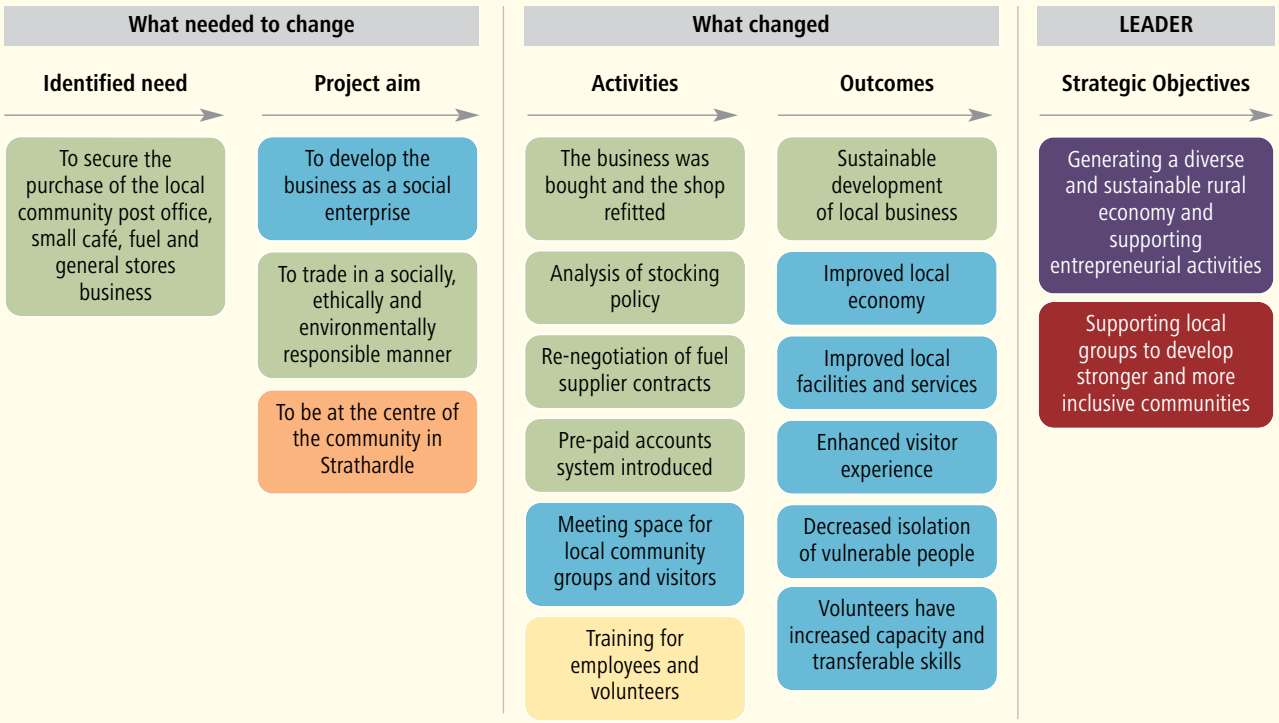 What needed to change
What changed
LEADER
Identified need
Project aim
Activities
Outcomes
Strategic Objectives
To secure the
purchase of the local
community post office,
small café, fuel and
general stores
business
To develop the
business as a social
enterprise
To trade in a socially,
ethically and
environmentally
responsible manner
To be at the centre of
the community in
Strathardle
The business was
bought and the shop
refitted
Analysis of stocking
policy
Re-negotiation of fuel
supplier contracts
Pre-paid accounts
system introduced
Meeting space for
local community
groups and visitors
Training for
employees and
volunteers
Sustainable
development
of local business
Improved local
economy
Improved local
facilities and services
Enhanced visitor
experience
Decreased isolation
of vulnerable people
Volunteers have
increased capacity and
transferable skills
Generating a diverse
and sustainable rural
economy and
supporting
entrepreneurial activities
Supporting local
groups to develop
stronger and more
inclusive communities